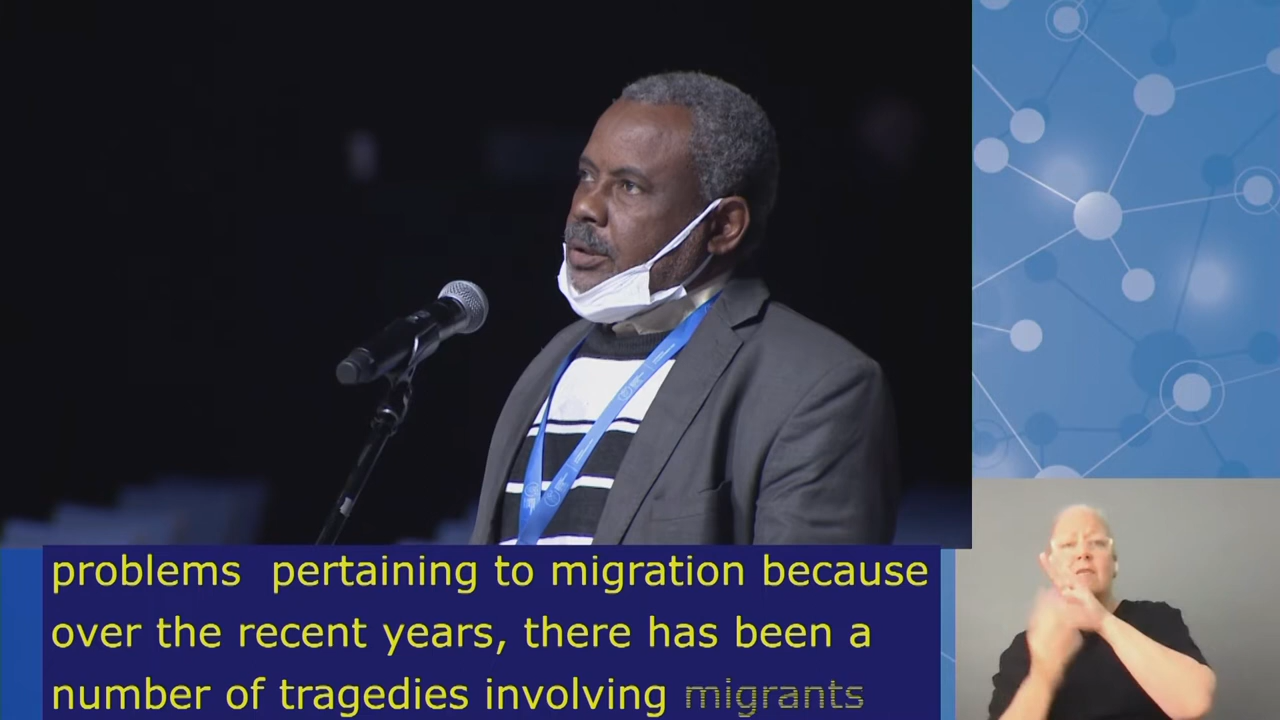 problems pertaining to migration because
over the recent years, there has been a
number of tragedies involving migrants